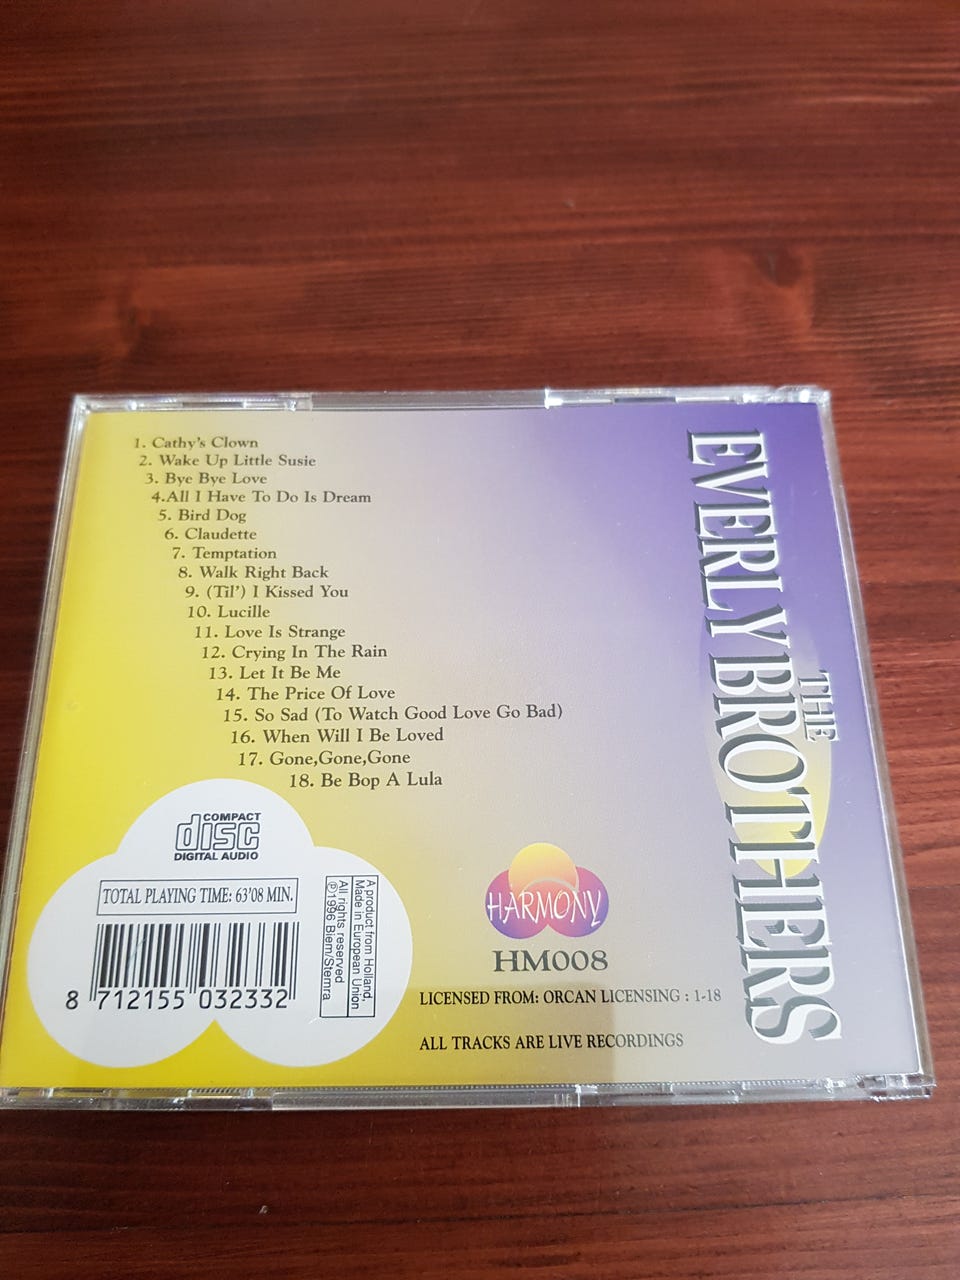 1. Cathy's Clown
2. Wake Up Little Susie
3. Bye Bye Love
4.All I Have To Do Is Dream
5. Bird Dog
6. Claudette
7. Temptation
8. Walk Right Back
9. (Til') I Kissed You
10. Lucille
11. Love Is Strange
12. Crying In The Rain
13. Let It Be Me
14. The Price Of Love
15. So Sad (To Watch Good Love Go Bad)
16. When Will I Be Loved
17. Gone,Gone,Gone
18. Be Bop A Lula
THE
EVERLY BROTHERS
COMPACT
disc
DIGITAL AUDIO
TOTAL PLAYING TIME: 63'08 MIN.
8 712155 032332
A product from Holland,
Made in European Union
All rights reserved
℗1996 Biem/Stemra
HARMONY
HM008
LICENSED FROM: ORCAN LICENSING : 1-18
ALL TRACKS ARE LIVE RECORDINGS